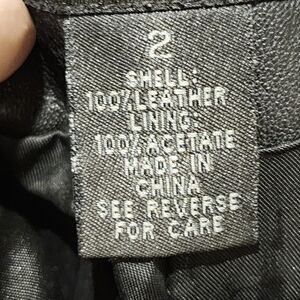 2
SHELL:
100% LEATHER
LINING:
100% ACETATE
MADE IN
CHINA
SEE REVERSE
FOR CARE